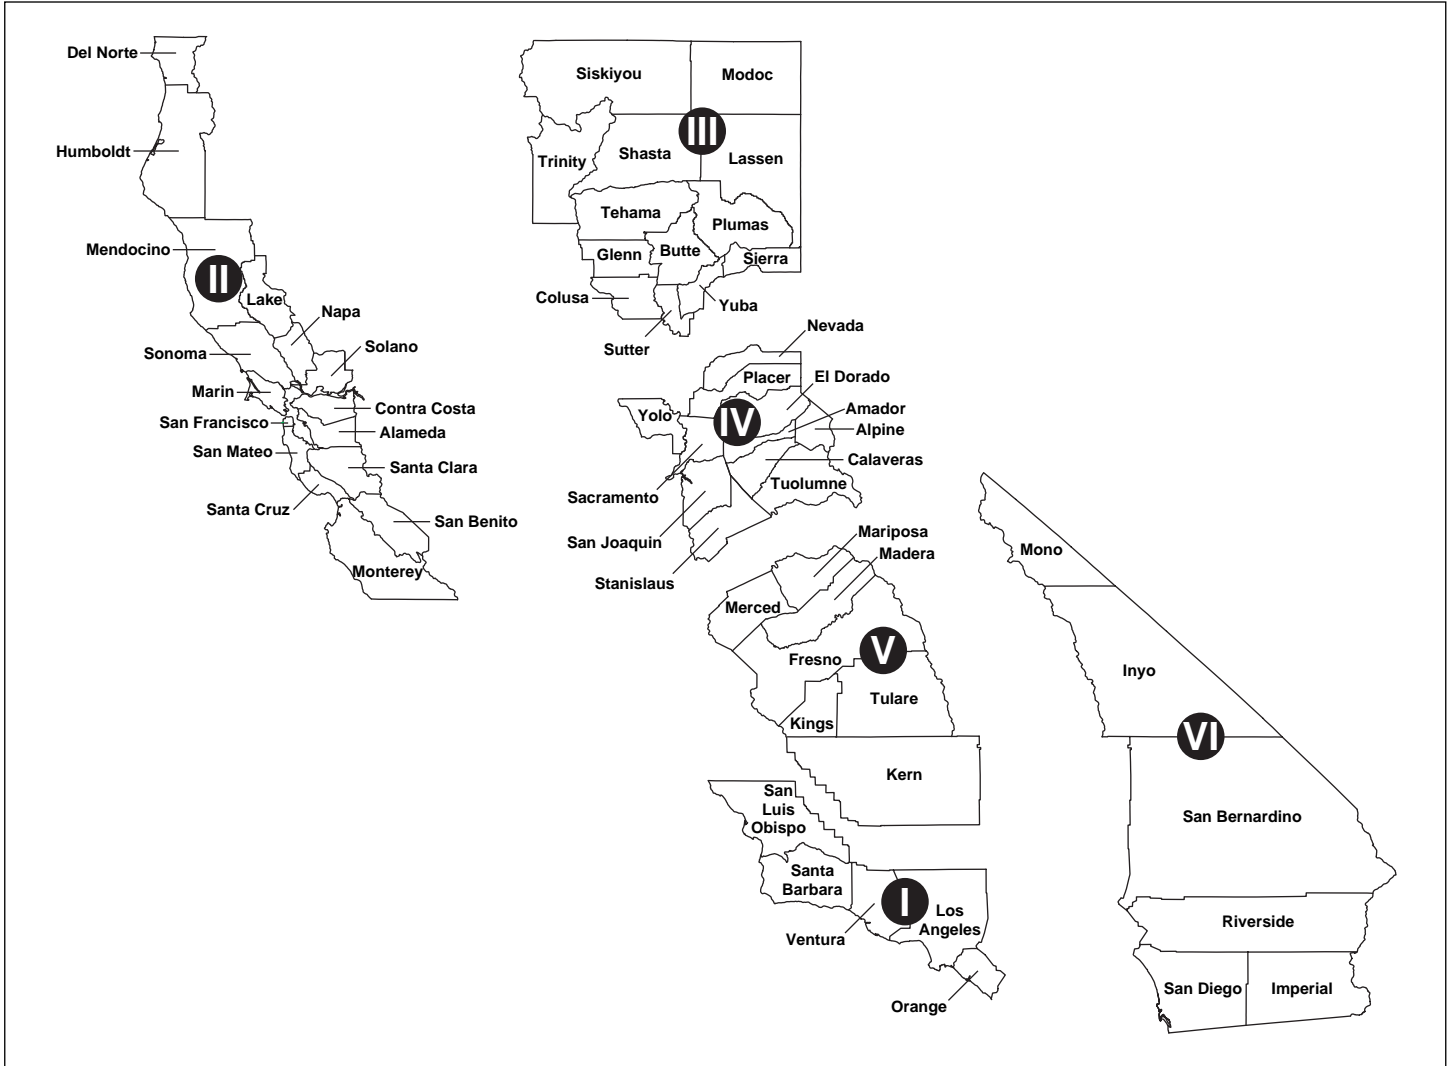 Del Norte
Humboldt
Mendocino
II
Lake
Napa
Sonoma
Solano
Marin
Contra Costa
San Francisco
Alameda
San Mateo
Santa Clara
Santa Cruz
San Benito
Monterey
Siskiyou
Modoc
III
Trinity
Shasta
Lassen
Tehama
Plumas
Glenn
Butte
Sierra
Colusa
Yuba
Sutter
Nevada
Placer
El Dorado
Yolo
IV
Amador
Alpine
Calaveras
Tuolumne
Sacramento
San Joaquin
Stanislaus
Mariposa
Madera
Merced
Fresno
V
Tulare
Kings
Kern
San
Luis
Obispo
Santa
Barbara
I
Los
Angeles
Ventura
Orange
Mono
Inyo
VI
San Bernardino
Riverside
San Diego
Imperial